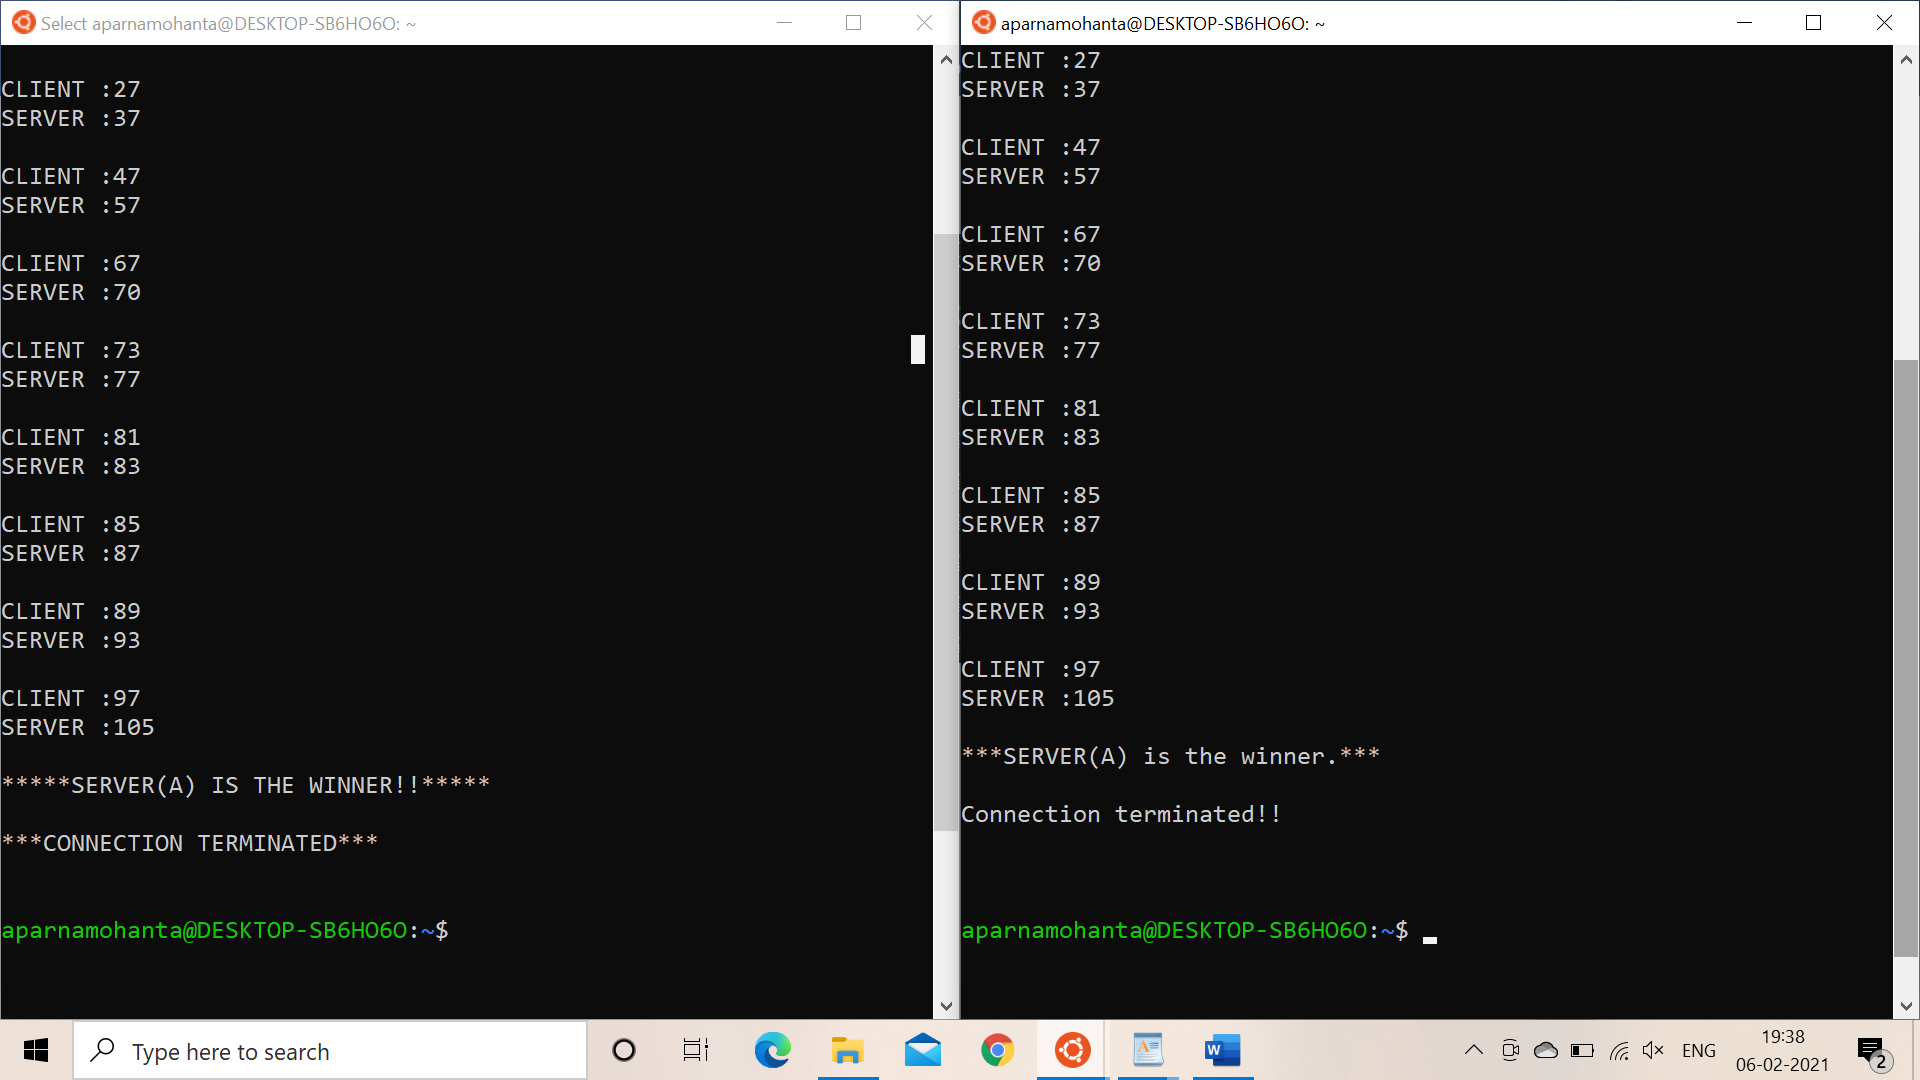 Select aparnamohanta@DESKTOP-SB6HO6O: ~
CLIENT :27
SERVER :37
CLIENT :47
SERVER :57
CLIENT :67
SERVER :70
CLIENT :73
SERVER :77
CLIENT :81
SERVER :83
CLIENT :85
SERVER :87
CLIENT :89
SERVER :93
CLIENT :97
SERVER :105
*****SERVER(A) IS THE WINNER!!*****
***CONNECTION TERMINATED***
aparnamohanta@DESKTOP-SB6HO6O:~$
aparnamohanta@DESKTOP-SB6HO6O: ~
CLIENT :27
SERVER :37
CLIENT :47
SERVER :57
CLIENT :67
SERVER :70
CLIENT :73
SERVER :77
CLIENT :81
SERVER :83
CLIENT :85
SERVER :87
CLIENT :89
SERVER :93
CLIENT :97
SERVER :105
***SERVER(A) is the winner.***
Connection terminated!!
aparnamohanta@DESKTOP-SB6HO6O:~$
Type here to search
W
ENG
19:38
06-02-2021
2